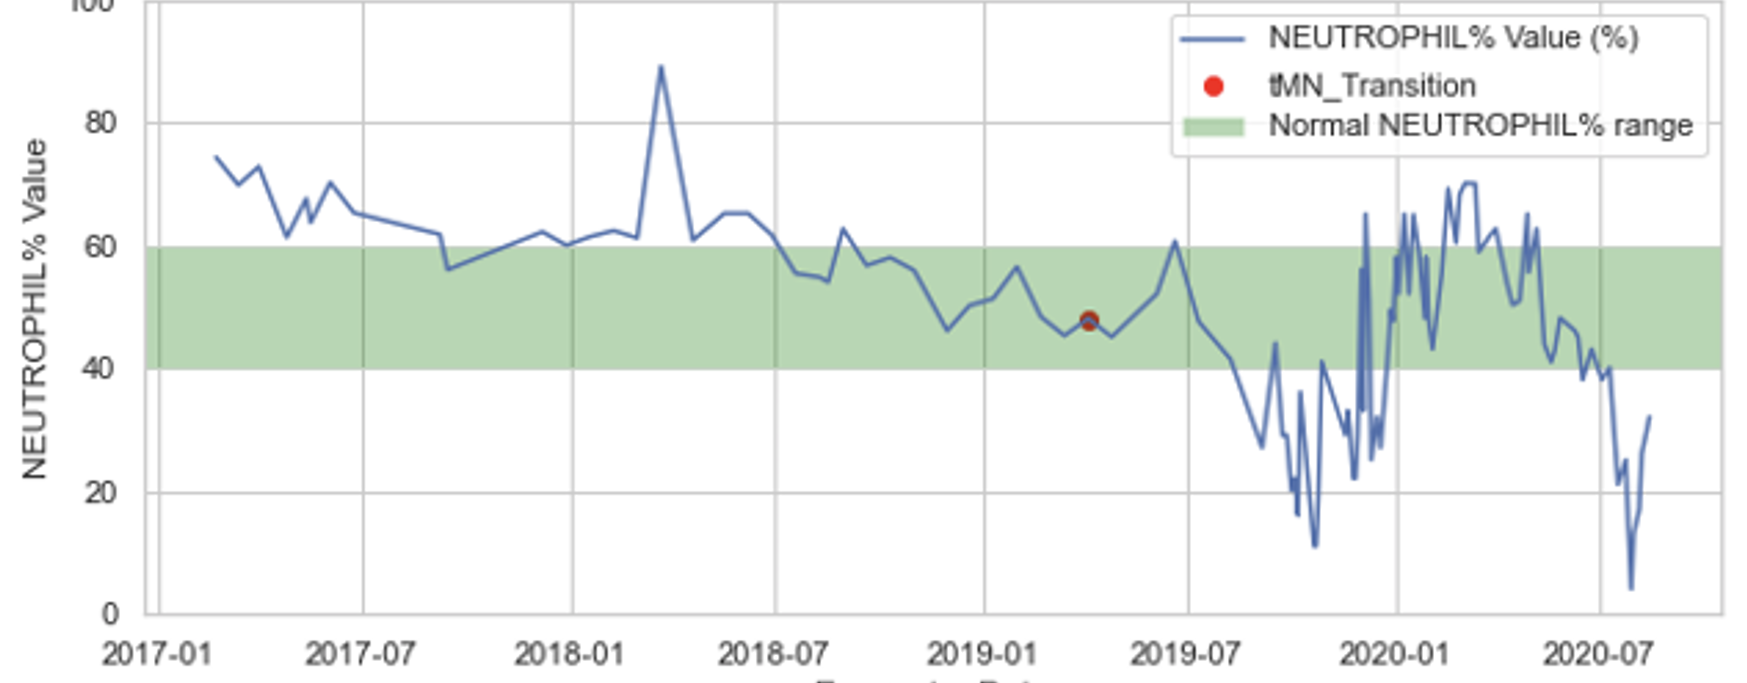 100
NEUTROPHIL% Value (%)
tMN_Transition
Normal NEUTROPHIL% range
80
60
40
20
0
NEUTROPHIL% Value
2017-01 2017-07 2018-01 2018-07 2019-01 2019-07 2020-01 2020-07